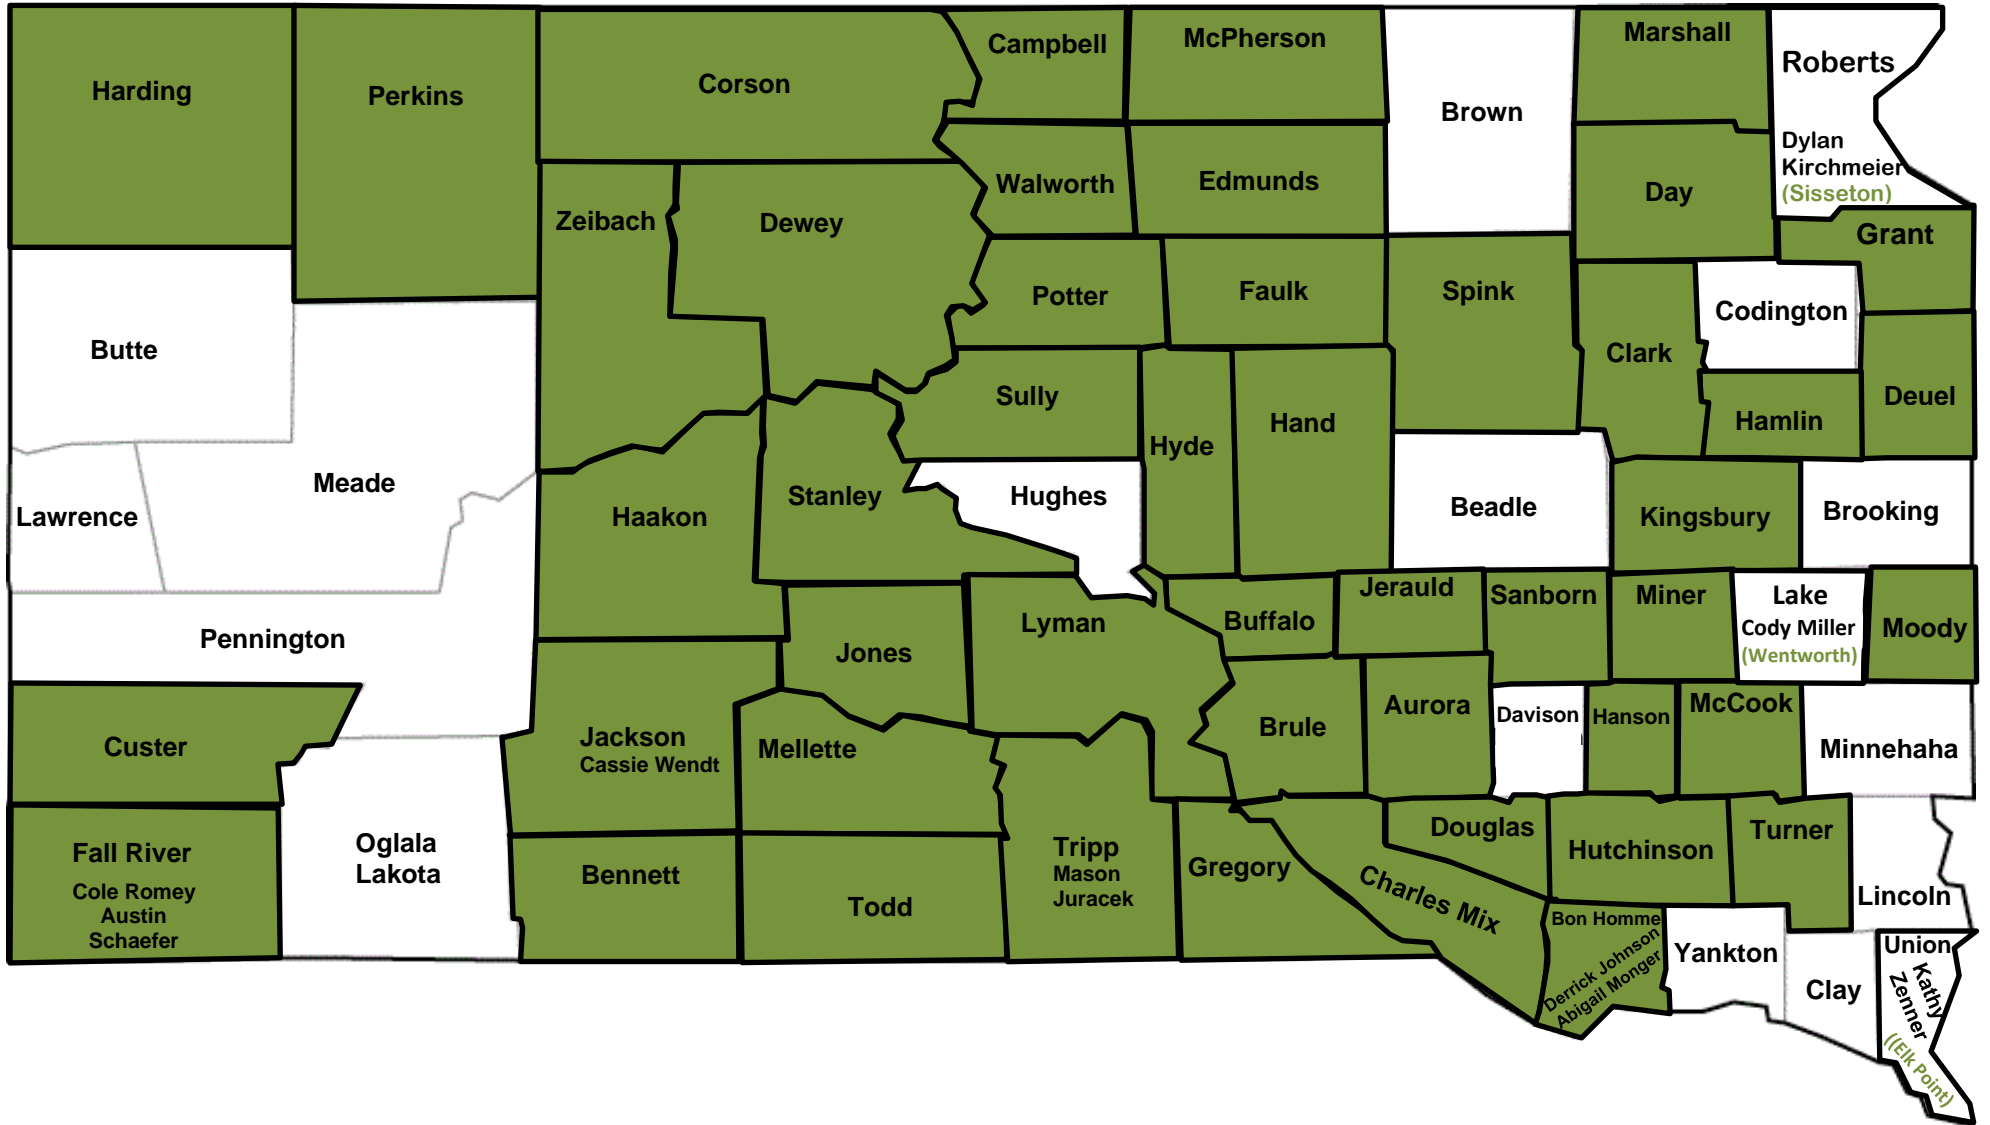 Harding
Perkins
Corson
Campbell
McPherson
Brown
Marshall
Roberts
Dylan
Kirchmeier
(Sisseton)
Zeibach
Dewey
Walworth
Edmunds
Day
Grant
Butte
Potter
Faulk
Spink
Clark
Codington
Deuel
Sully
Hyde
Hand
Hamlin
Lawrence
Meade
Haakon
Stanley
Hughes
Beadle
Kingsbury
Brooking
Pennington
Jones
Lyman
Buffalo
Jerauld
Sanborn
Miner
Lake
Cody Miller
(Wentworth)
Moody
Custer
Jackson
Cassie Wendt
Mellette
Brule
Aurora
Davison
Hanson
McCook
Minnehaha
Fall River
Cole Romey
Austin
Schaefer
Oglala
Lakota
Bennett
Todd
Tripp
Mason
Juracek
Gregory
Charles Mix
Douglas
Hutchinson
Turner
Lincoln
Bon Homme
Derrick Johnson
Abigail Monger
Yankton
Clay
Union
Kathy
Zenner
((Elk Point)